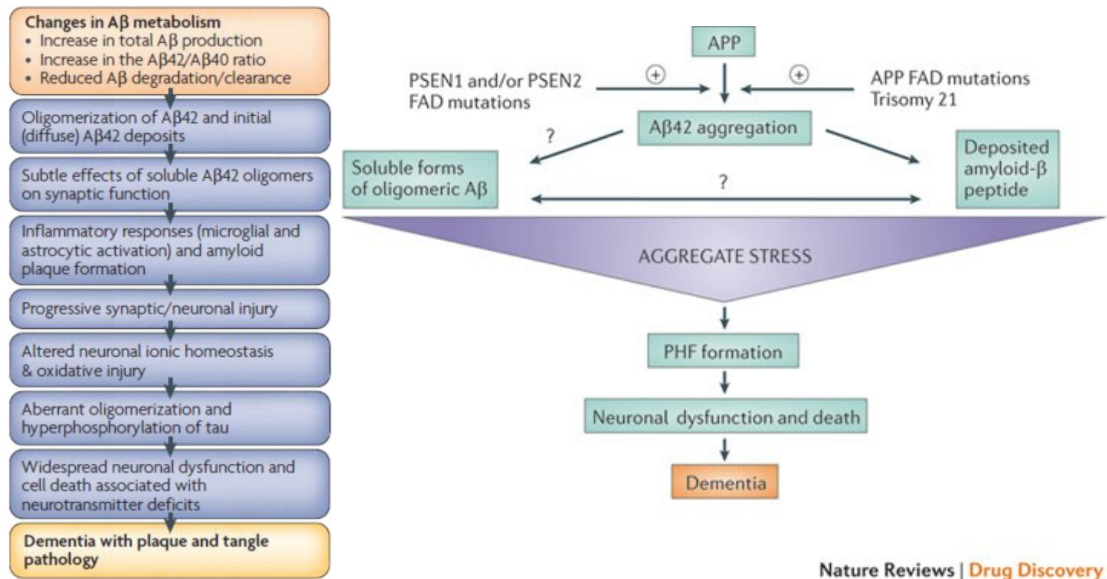 Changes in Aβ metabolism
• Increase in total Aβ production
• Increase in the Aβ42/Aβ40 ratio
• Reduced Aβ degradation/clearance
Oligomerization of Aβ42 and initial
(diffuse) Aβ42 deposits
Subtle effects of soluble Aβ42 oligomers
on synaptic function
Inflammatory responses (microglial and
astrocytic activation) and amyloid
plaque formation
Progressive synaptic/neuronal injury
Altered neuronal ionic homeostasis
& oxidative injury
Aberrant oligomerization and
hyperphosphorylation of tau
Widespread neuronal dysfunction and
cell death associated with
neurotransmitter deficits
Dementia with plaque and tangle
pathology
APP
PSEN1 and/or PSEN2
FAD mutations
+
+
APP FAD mutations
Trisomy 21
Aβ42 aggregation
?
Soluble forms
of oligomeric Aβ
?
Deposited
amyloid-β
peptide
AGGREGATE STRESS
PHF formation
Neuronal dysfunction and death
Dementia
Nature Reviews | Drug Discovery